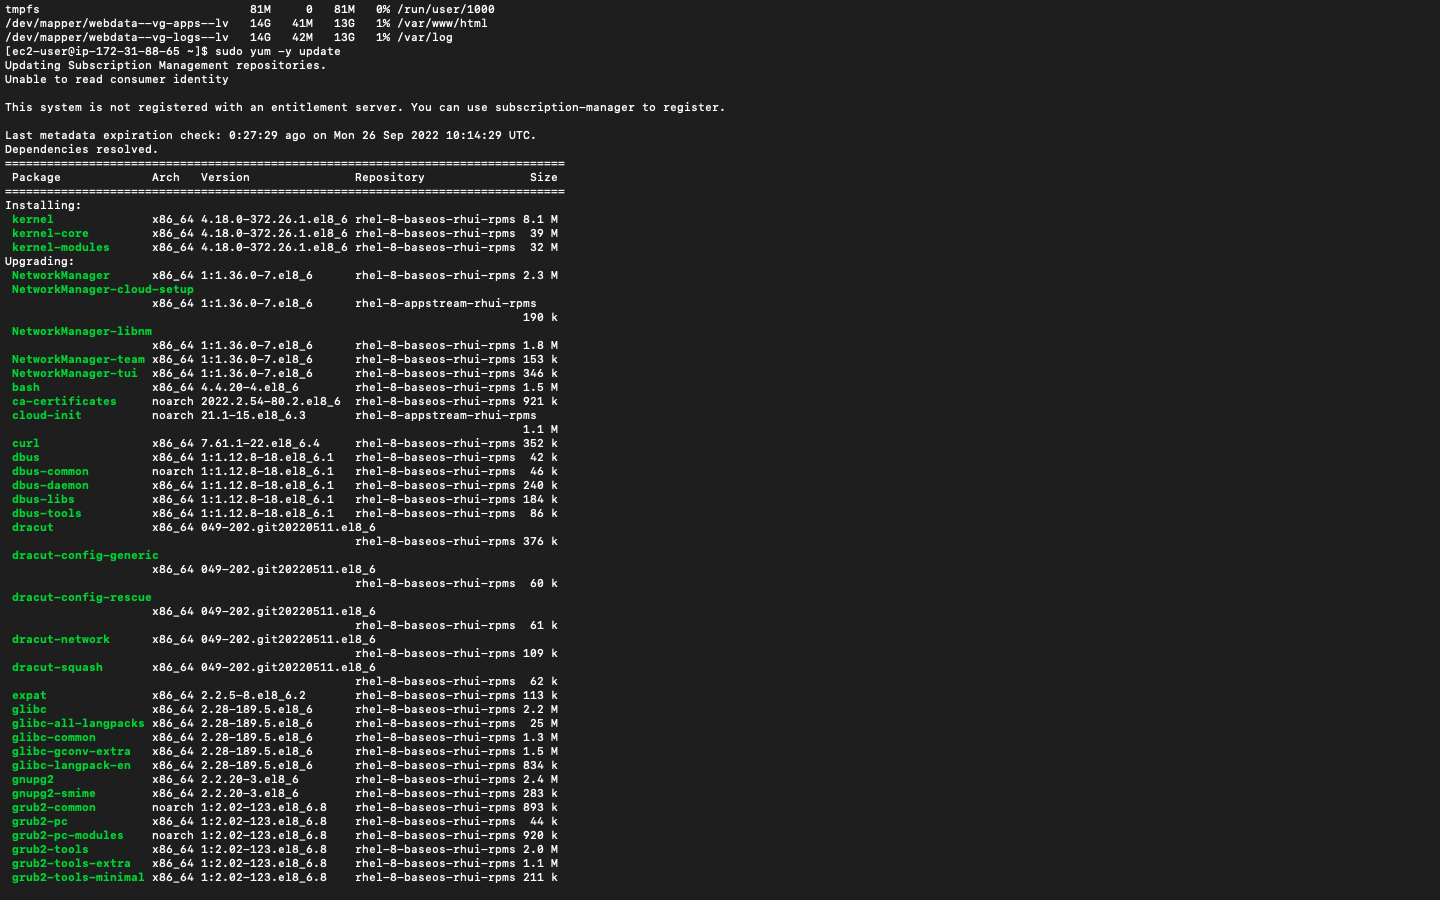 tmpfs                              81M     0   81M   0% /run/user/1000
/dev/mapper/webdata--vg-apps--lv   14G   41M   13G   1% /var/www/html
/dev/mapper/webdata--vg-logs--lv   14G   42M   13G   1% /var/log
[ec2-user@ip-172-31-88-65 ~]$ sudo yum -y update
Updating Subscription Management repositories.
Unable to read consumer identity

This system is not registered with an entitlement server. You can use subscription-manager to register.

Last metadata expiration check: 0:27:29 ago on Mon 26 Sep 2022 10:14:29 UTC.
Dependencies resolved.
================================================================================
 Package             Arch   Version               Repository               Size
================================================================================
Installing:
 kernel              x86_64 4.18.0-372.26.1.el8_6 rhel-8-baseos-rhui-rpms 8.1 M
 kernel-core         x86_64 4.18.0-372.26.1.el8_6 rhel-8-baseos-rhui-rpms  39 M
 kernel-modules      x86_64 4.18.0-372.26.1.el8_6 rhel-8-baseos-rhui-rpms  32 M
Upgrading:
 NetworkManager      x86_64 1:1.36.0-7.el8_6      rhel-8-baseos-rhui-rpms 2.3 M
 NetworkManager-cloud-setup
                     x86_64 1:1.36.0-7.el8_6      rhel-8-appstream-rhui-rpms
                                                                          190 k
 NetworkManager-libnm
                     x86_64 1:1.36.0-7.el8_6      rhel-8-baseos-rhui-rpms 1.8 M
 NetworkManager-team x86_64 1:1.36.0-7.el8_6      rhel-8-baseos-rhui-rpms 153 k
 NetworkManager-tui  x86_64 1:1.36.0-7.el8_6      rhel-8-baseos-rhui-rpms 346 k
 bash                x86_64 4.4.20-4.el8_6        rhel-8-baseos-rhui-rpms 1.5 M
 ca-certificates     noarch 2022.2.54-80.2.el8_6  rhel-8-baseos-rhui-rpms 921 k
 cloud-init          noarch 21.1-15.el8_6.3       rhel-8-appstream-rhui-rpms
                                                                          1.1 M
 curl                x86_64 7.61.1-22.el8_6.4     rhel-8-baseos-rhui-rpms 352 k
 dbus                x86_64 1:1.12.8-18.el8_6.1   rhel-8-baseos-rhui-rpms  42 k
 dbus-common         noarch 1:1.12.8-18.el8_6.1   rhel-8-baseos-rhui-rpms  46 k
 dbus-daemon         x86_64 1:1.12.8-18.el8_6.1   rhel-8-baseos-rhui-rpms 240 k
 dbus-libs           x86_64 1:1.12.8-18.el8_6.1   rhel-8-baseos-rhui-rpms 184 k
 dbus-tools          x86_64 1:1.12.8-18.el8_6.1   rhel-8-baseos-rhui-rpms  86 k
 dracut              x86_64 049-202.git20220511.el8_6
                                                  rhel-8-baseos-rhui-rpms 376 k
 dracut-config-generic
                     x86_64 049-202.git20220511.el8_6
                                                  rhel-8-baseos-rhui-rpms  60 k
 dracut-config-rescue
                     x86_64 049-202.git20220511.el8_6
                                                  rhel-8-baseos-rhui-rpms  61 k
 dracut-network      x86_64 049-202.git20220511.el8_6
                                                  rhel-8-baseos-rhui-rpms 109 k
 dracut-squash       x86_64 049-202.git20220511.el8_6
                                                  rhel-8-baseos-rhui-rpms  62 k
 expat               x86_64 2.2.5-8.el8_6.2       rhel-8-baseos-rhui-rpms 113 k
 glibc               x86_64 2.28-189.5.el8_6      rhel-8-baseos-rhui-rpms 2.2 M
 glibc-all-langpacks x86_64 2.28-189.5.el8_6      rhel-8-baseos-rhui-rpms  25 M
 glibc-common        x86_64 2.28-189.5.el8_6      rhel-8-baseos-rhui-rpms 1.3 M
 glibc-gconv-extra   x86_64 2.28-189.5.el8_6      rhel-8-baseos-rhui-rpms 1.5 M
 glibc-langpack-en   x86_64 2.28-189.5.el8_6      rhel-8-baseos-rhui-rpms 834 k
 gnupg2              x86_64 2.2.20-3.el8_6        rhel-8-baseos-rhui-rpms 2.4 M
 gnupg2-smime        x86_64 2.2.20-3.el8_6        rhel-8-baseos-rhui-rpms 283 k
 grub2-common        noarch 1:2.02-123.el8_6.8    rhel-8-baseos-rhui-rpms 893 k
 grub2-pc            x86_64 1:2.02-123.el8_6.8    rhel-8-baseos-rhui-rpms  44 k
 grub2-pc-modules    noarch 1:2.02-123.el8_6.8    rhel-8-baseos-rhui-rpms 920 k
 grub2-tools         x86_64 1:2.02-123.el8_6.8    rhel-8-baseos-rhui-rpms 2.0 M
 grub2-tools-extra   x86_64 1:2.02-123.el8_6.8    rhel-8-baseos-rhui-rpms 1.1 M
 grub2-tools-minimal x86_64 1:2.02-123.el8_6.8    rhel-8-baseos-rhui-rpms 211 k